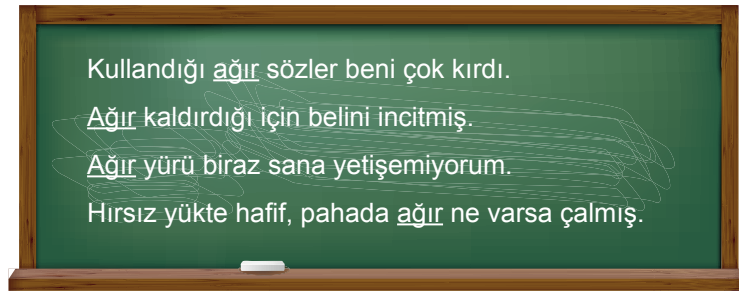 Kullandığı ağır sözler beni çok kırdı.
Ağır kaldırdığı için belini incitmiş.
Ağır yürü biraz sana yetişemiyorum.
Hırsız yükte hafif, pahada ağır ne varsa çalmış.